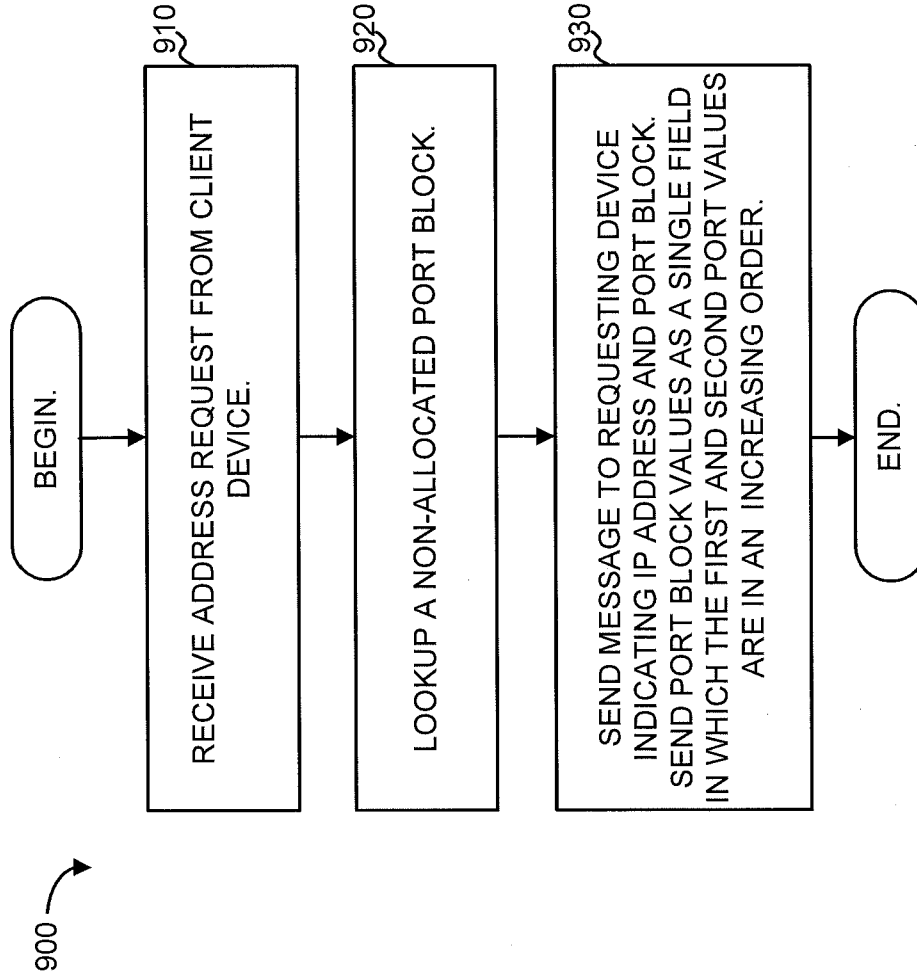 900
BEGIN.
910
RECEIVE ADDRESS REQUEST FROM CLIENT
DEVICE.
920
LOOKUP A NON-ALLOCATED PORT BLOCK.
930
SEND MESSAGE TO REQUESTING DEVICE
INDICATING IP ADDRESS AND PORT BLOCK.
SEND PORT BLOCK VALUES AS A SINGLE FIELD
IN WHICH THE FIRST AND SECOND PORT VALUES
ARE IN AN INCREASING ORDER.
END.